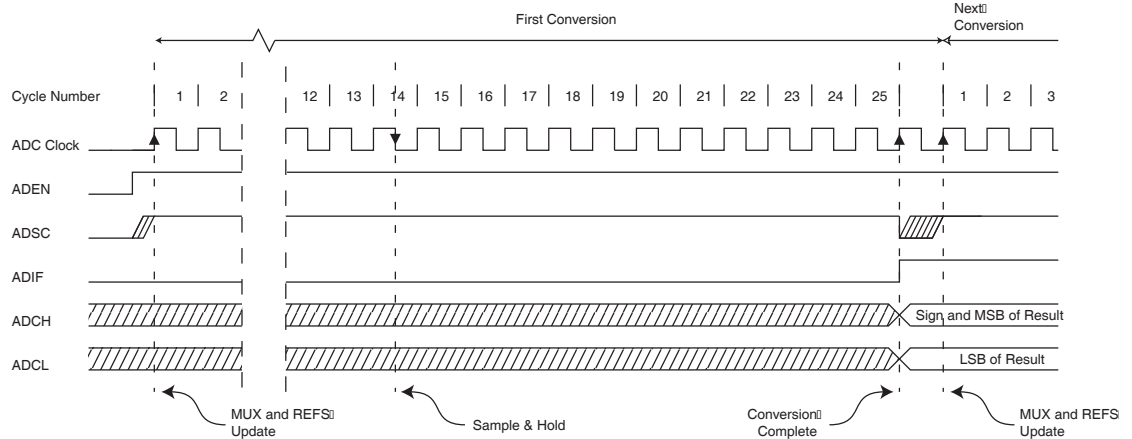 First Conversion
Next
Conversion
Cycle Number 1 2 12 13 14 15 16 17 18 19 20 21 22 23 24 25 1 2 3
ADC Clock
ADEN
ADSC
ADIF
ADCH
Sign and MSB of Result
ADCL
LSB of Result
MUX and REFS
Update
Sample & Hold
Conversion
Complete
MUX and REFS
Update